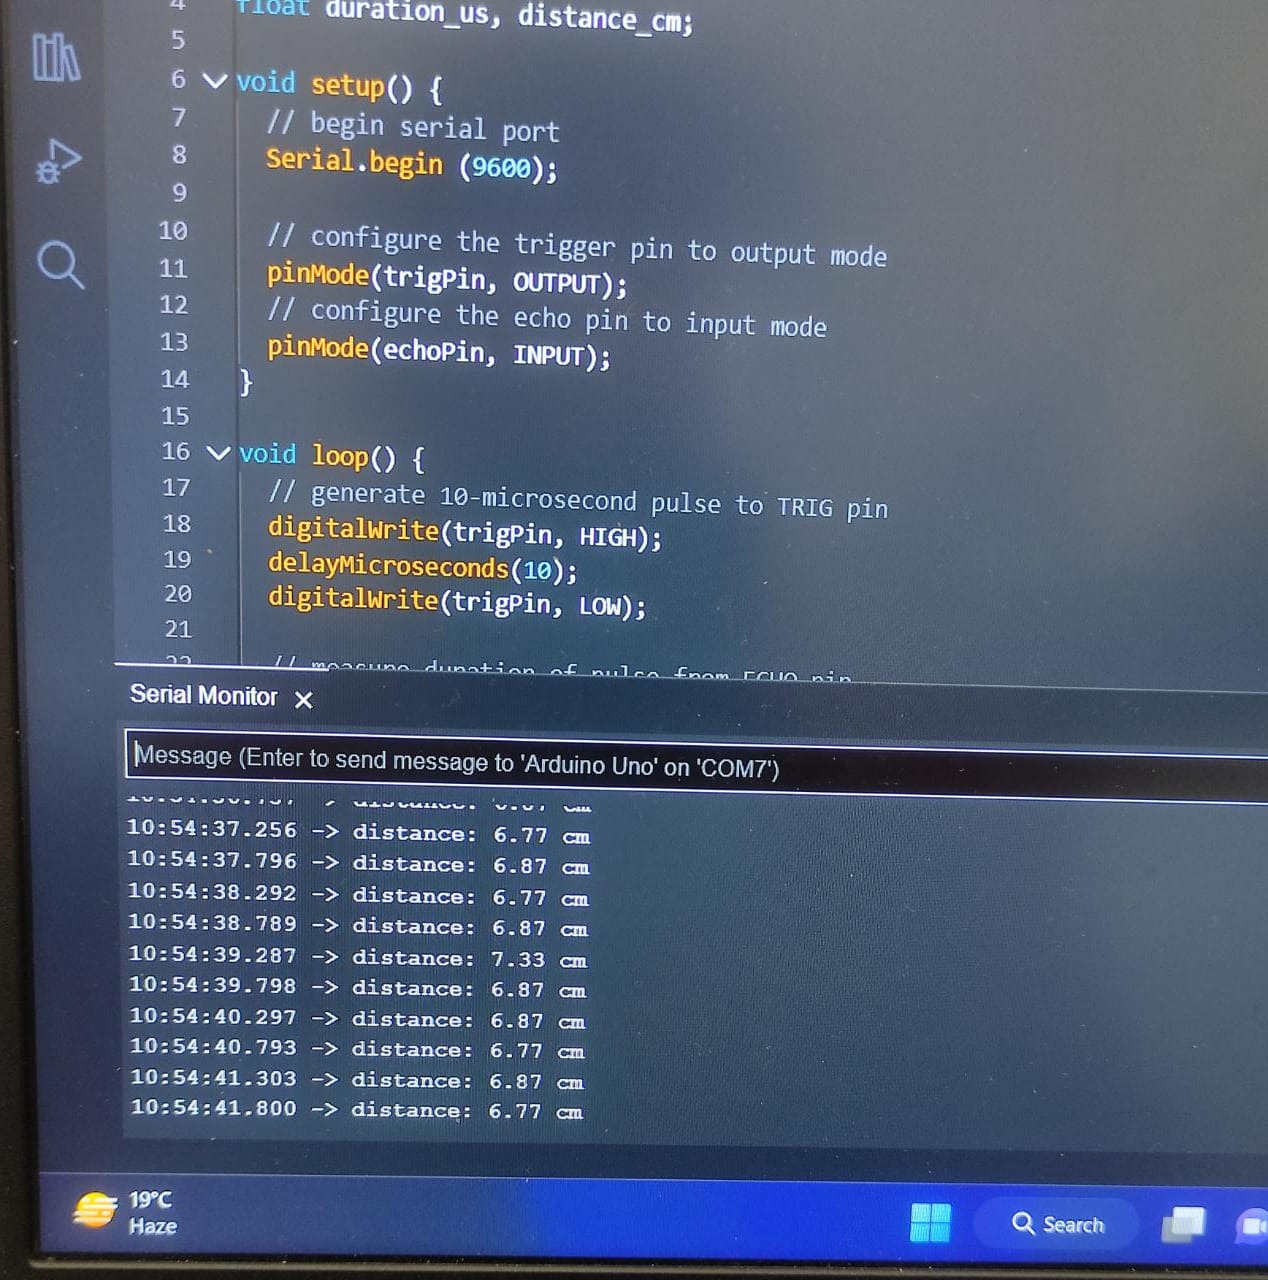 4 float duration_us, distance_cm;
5
6 void setup() {
7 // begin serial port
8 Serial.begin (9600);
9
10 // configure the trigger pin to output mode
11 pinMode(trigPin, OUTPUT);
12 // configure the echo pin to input mode
13 pinMode(echoPin, INPUT);
14 }
15
16 void loop() {
17 // generate 10-microsecond pulse to TRIG pin
18 digitalWrite(trigPin, HIGH);
19 delayMicroseconds(10);
20 digitalWrite(trigPin, LOW);
21
22 // measure duration of pulse from ECHO pin
Serial Monitor
Message (Enter to send message to 'Arduino Uno' on 'COM7')
10:54:37.256 -> distance: 6.77 cm
10:54:37.796 -> distance: 6.87 cm
10:54:38.292 -> distance: 6.77 cm
10:54:38.789 -> distance: 6.87 cm
10:54:39.287 -> distance: 7.33 cm
10:54:39.798 -> distance: 6.87 cm
10:54:40.297 -> distance: 6.87 cm
10:54:40.793 -> distance: 6.77 cm
10:54:41.303 -> distance: 6.87 cm
10:54:41.800 -> distance: 6.77 cm
19°C
Haze
Search